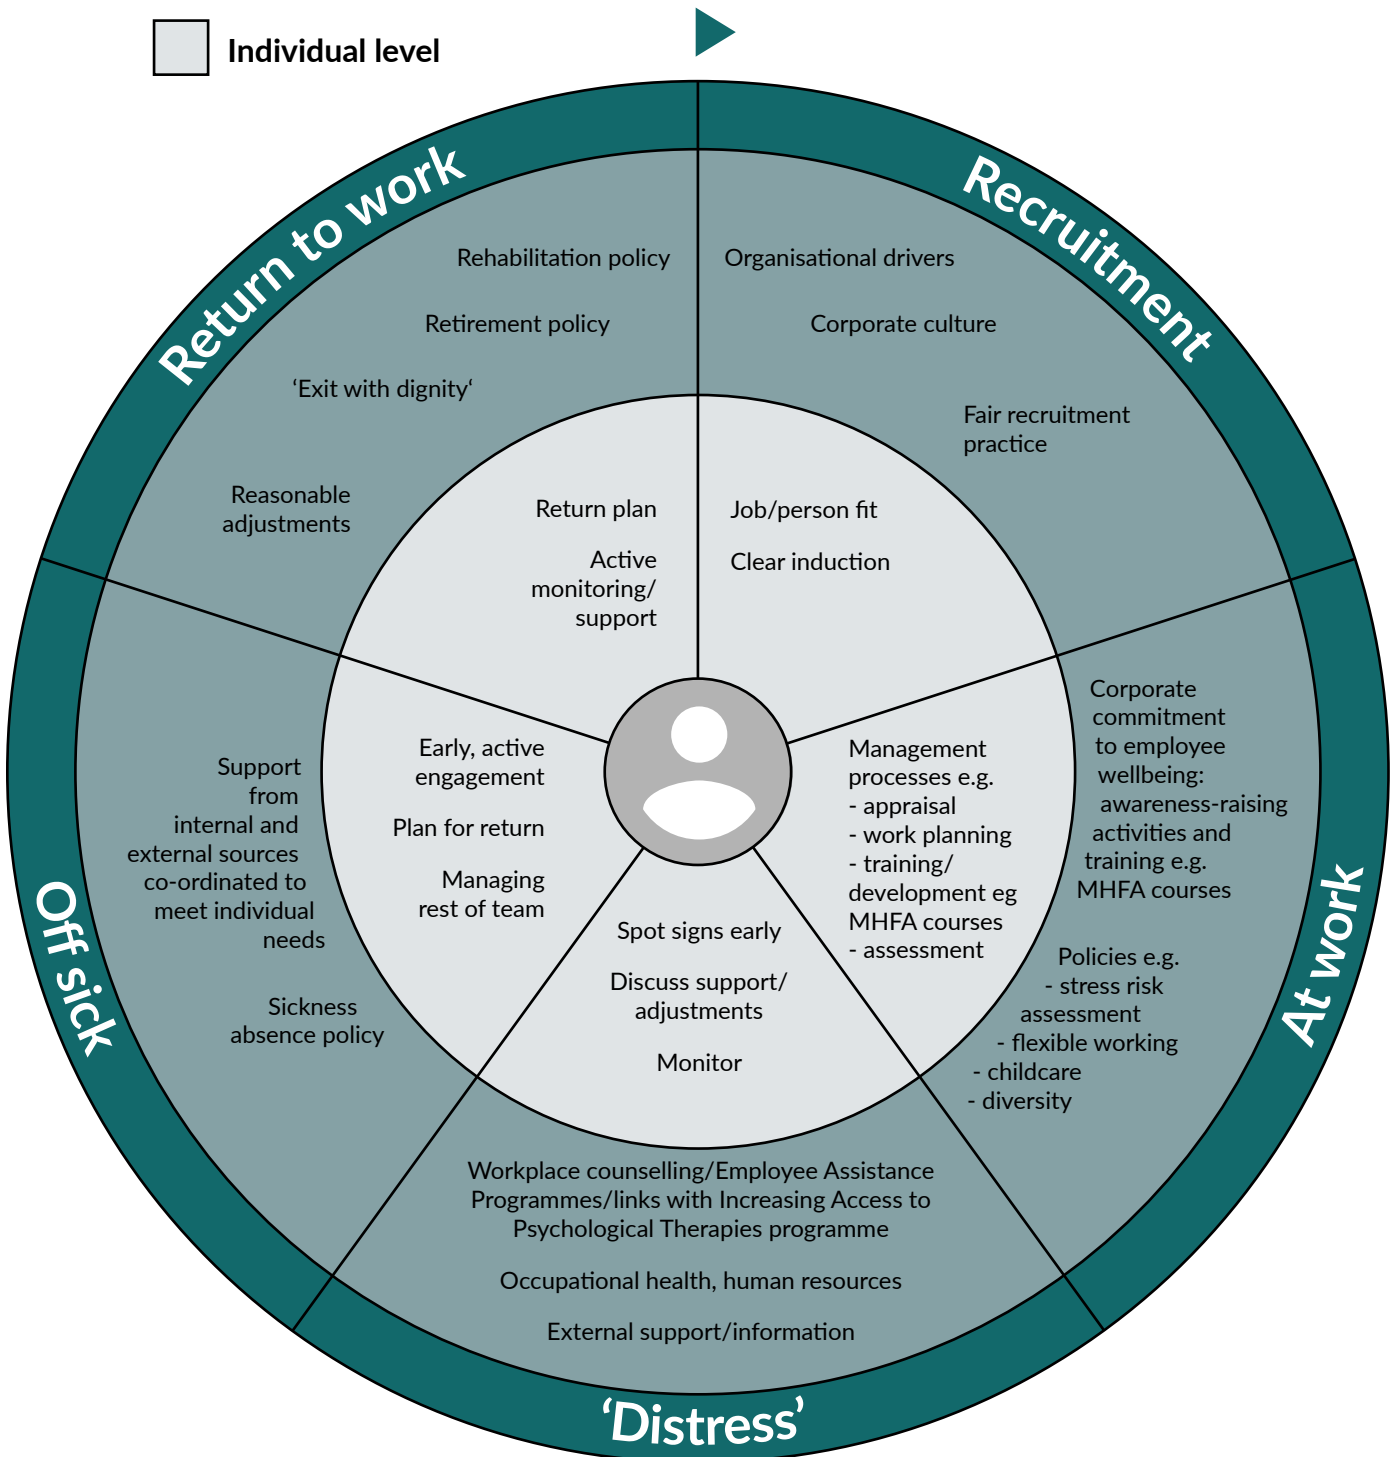 Individual level
Recruitment
Organisational drivers
Corporate culture
Fair recruitment
practice
Job/person fit
Clear induction
At work
Corporate
commitment
to employee
wellbeing:
awareness-raising
activities and
training e.g.
MHFA courses
Policies e.g.
- stress risk
assessment
- flexible working
- childcare
- diversity
Management
processes e.g.
- appraisal
- work planning
- training/
development eg
MHFA courses
- assessment
‘Distress’
Spot signs early
Discuss support/
adjustments
Monitor
Workplace counselling/Employee Assistance
Programmes/links with Increasing Access to
Psychological Therapies programme
Occupational health, human resources
External support/information
Off sick
Support
from
internal and
external sources
co-ordinated to
meet individual
needs
Sickness
absence policy
Early, active
engagement
Plan for return
Managing
rest of team
Return to work
Rehabilitation policy
Retirement policy
‘Exit with dignity‘
Reasonable
adjustments
Return plan
Active
monitoring/
support